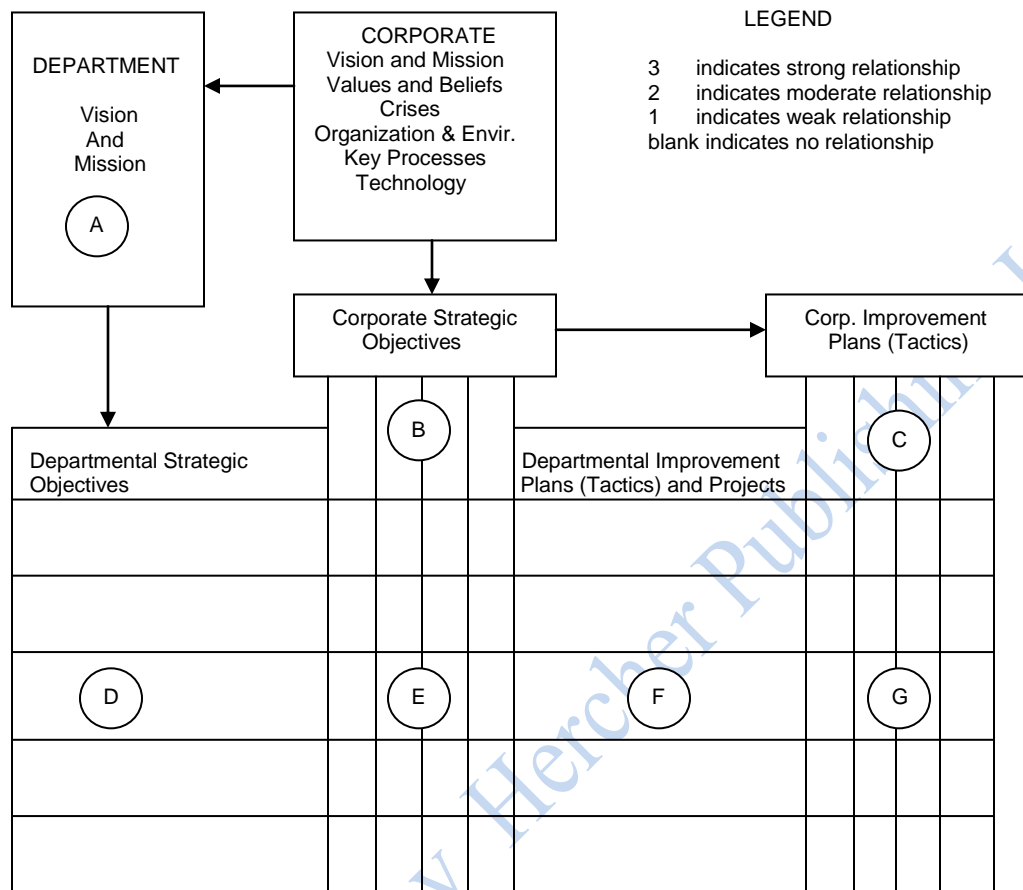 DEPARTMENT
Vision
And
Mission
A
CORPORATE
Vision and Mission
Values and Beliefs
Crises
Organization & Envir.
Key Processes
Technology
LEGEND
3 indicates strong relationship
2 indicates moderate relationship
1 indicates weak relationship
blank indicates no relationship
Corporate Strategic
Objectives
Corp. Improvement
Plans (Tactics)
B
C
Departmental Strategic
Objectives
Departmental Improvement
Plans (Tactics) and Projects
D
E
F
G
Hercher